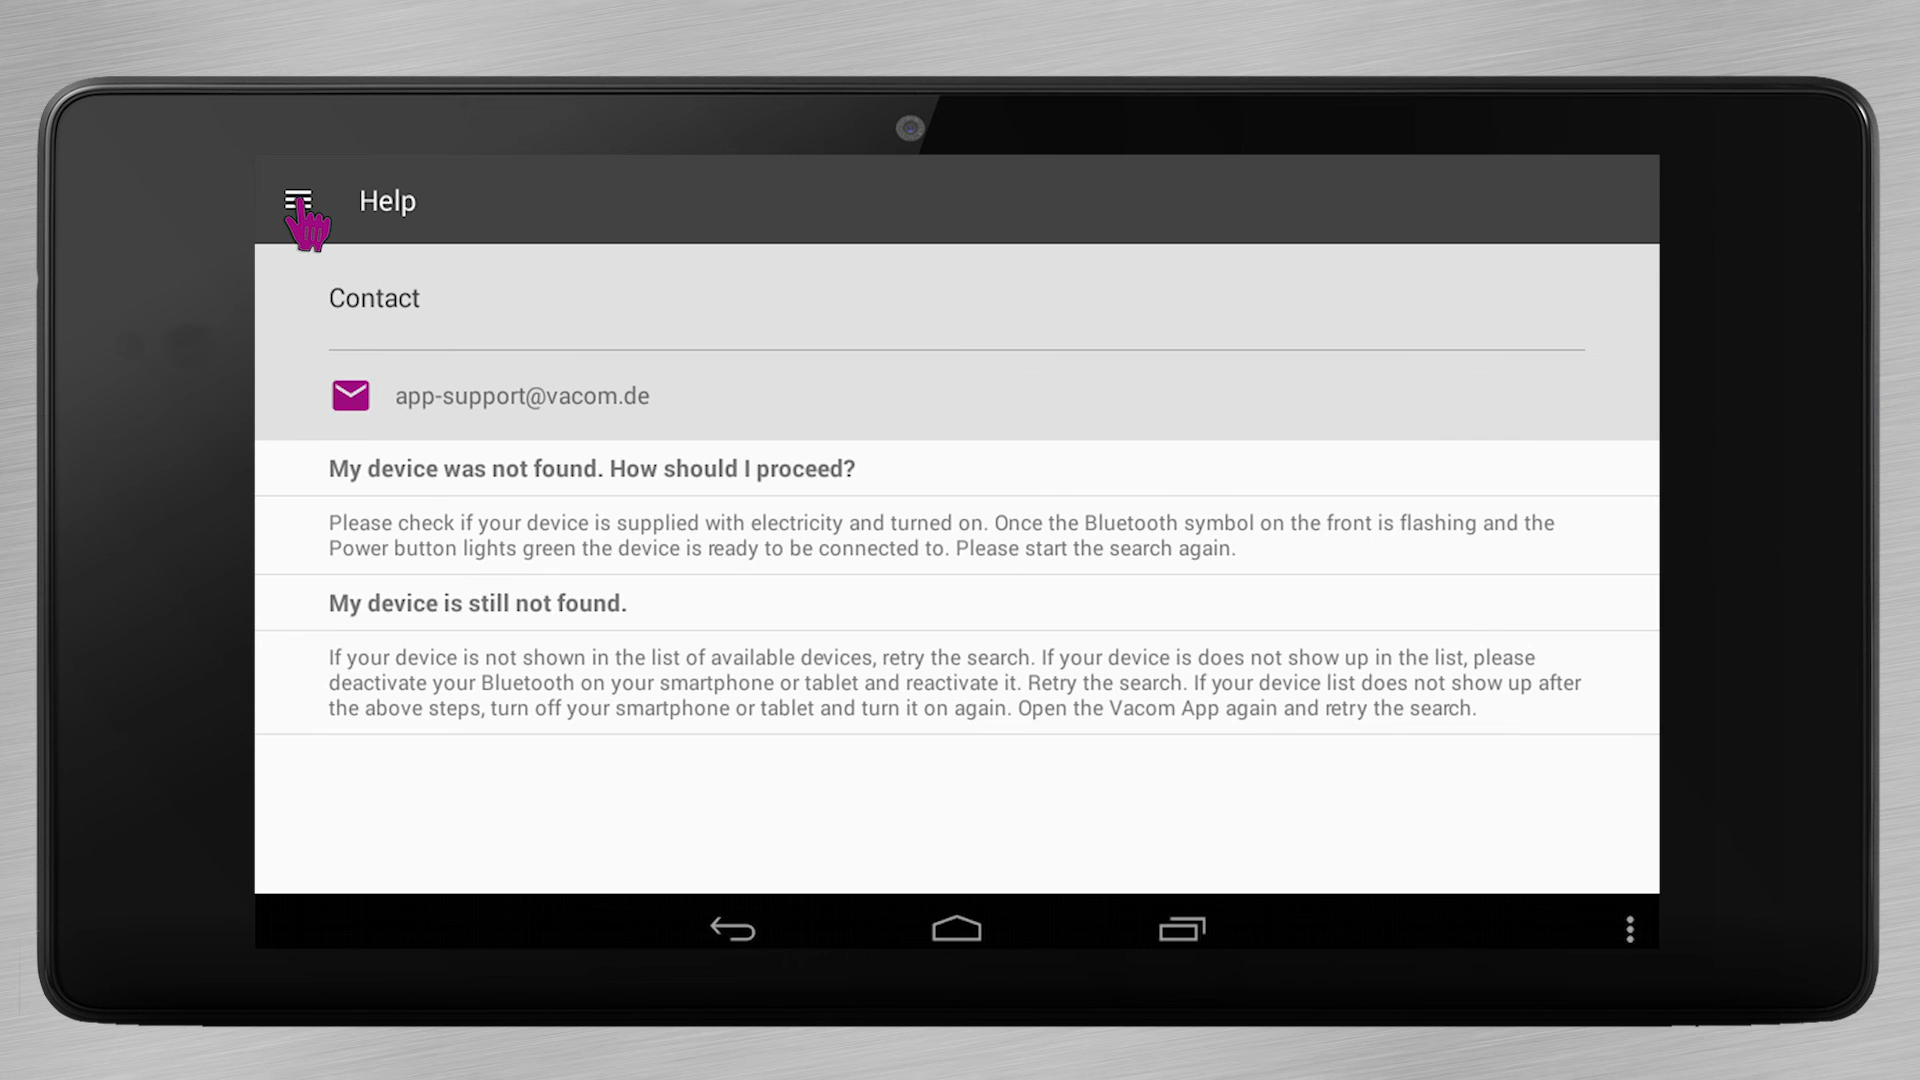 Help
Contact
app-support@vacom.de
My device was not found. How should I proceed?
Please check if your device is supplied with electricity and turned on. Once the Bluetooth symbol on the front is flashing and the
Power button lights green the device is ready to be connected to. Please start the search again.
My device is still not found.
If your device is not shown in the list of available devices, retry the search. If your device is does not show up in the list, please
deactivate your Bluetooth on your smartphone or tablet and reactivate it. Retry the search. If your device list does not show up after
the above steps, turn off your smartphone or tablet and turn it on again. Open the Vacom App again and retry the search.